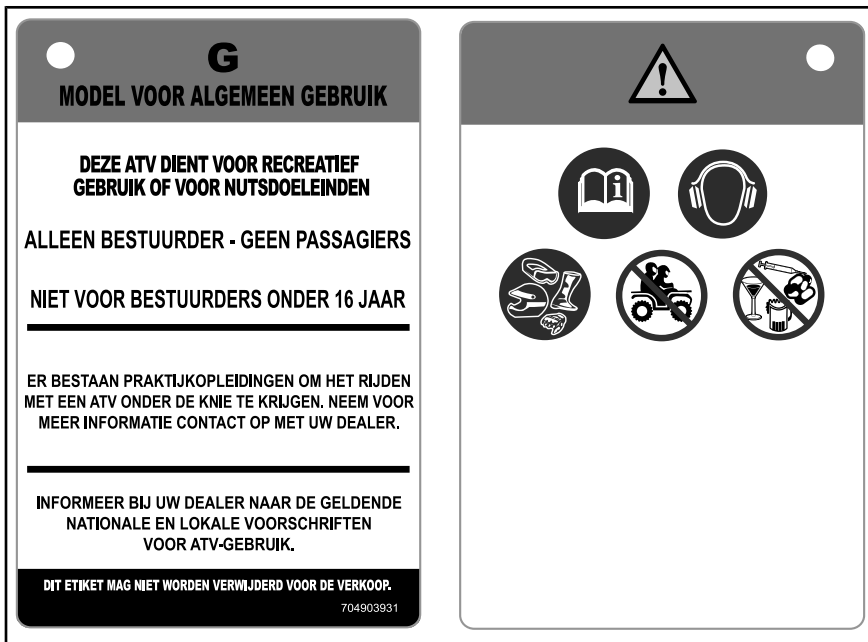 G
MODEL VOOR ALGEMEEN GEBRUIK
DEZE ATV DIENT VOOR RECREATIEF
GEBRUIK OF VOOR NUTSDOELEINDEN
ALLEEN BESTUURDER - GEEN PASSAGIERS
NIET VOOR BESTUURDERS ONDER 16 JAAR
ER BESTAAN PRAKTIJKOPLEIDINGEN OM HET RIJDEN
MET EEN ATV ONDER DE KNIE TE KRIJGEN. NEEM VOOR
MEER INFORMATIE CONTACT OP MET UW DEALER.
INFORMEER BIJ UW DEALER NAAR DE GELDENDE
NATIONALE EN LOKALE VOORSCHRIFTEN
VOOR ATV-GEBRUIK.
DIT ETIKET MAG NIET WORDEN VERWIJDERD VOOR DE VERKOOP.
704903931